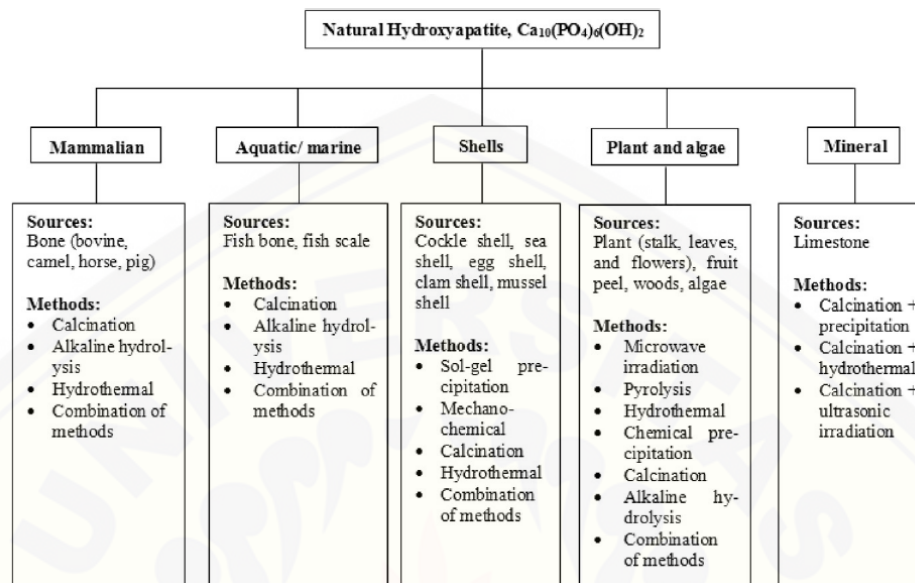 Natural Hydroxyapatite, Ca10(PO4)6(OH)2
Mammalian
Aquatic/ marine
Shells
Plant and algae
Mineral
Sources:
Bone (bovine,
camel, horse, pig)
Methods:
• Calcination
• Alkaline hydrol-
ysis
• Hydrothermal
• Combination of
methods
Sources:
Fish bone, fish scale
Methods:
• Calcination
• Alkaline hydrol-
ysis
• Hydrothermal
• Combination of
methods
Sources:
Cockle shell, sea
shell, egg shell,
clam shell, mussel
shell
Methods:
• Sol-gel pre-
cipitation
• Mechano-
chemical
• Calcination
• Hydrothermal
• Combination
of methods
Sources:
Plant (stalk, leaves,
and flowers), fruit
peel, woods, algae
Methods:
• Microwave
irradiation
• Pyrolysis
• Hydrothermal
• Chemical pre-
cipitation
• Calcination
• Alkaline hy-
drolysis
• Combination
of methods
Sources:
Limestone
Methods:
• Calcination +
precipitation
• Calcination +
hydrothermal
• Calcination +
ultrasonic
irradiation
UNIVERSITAS